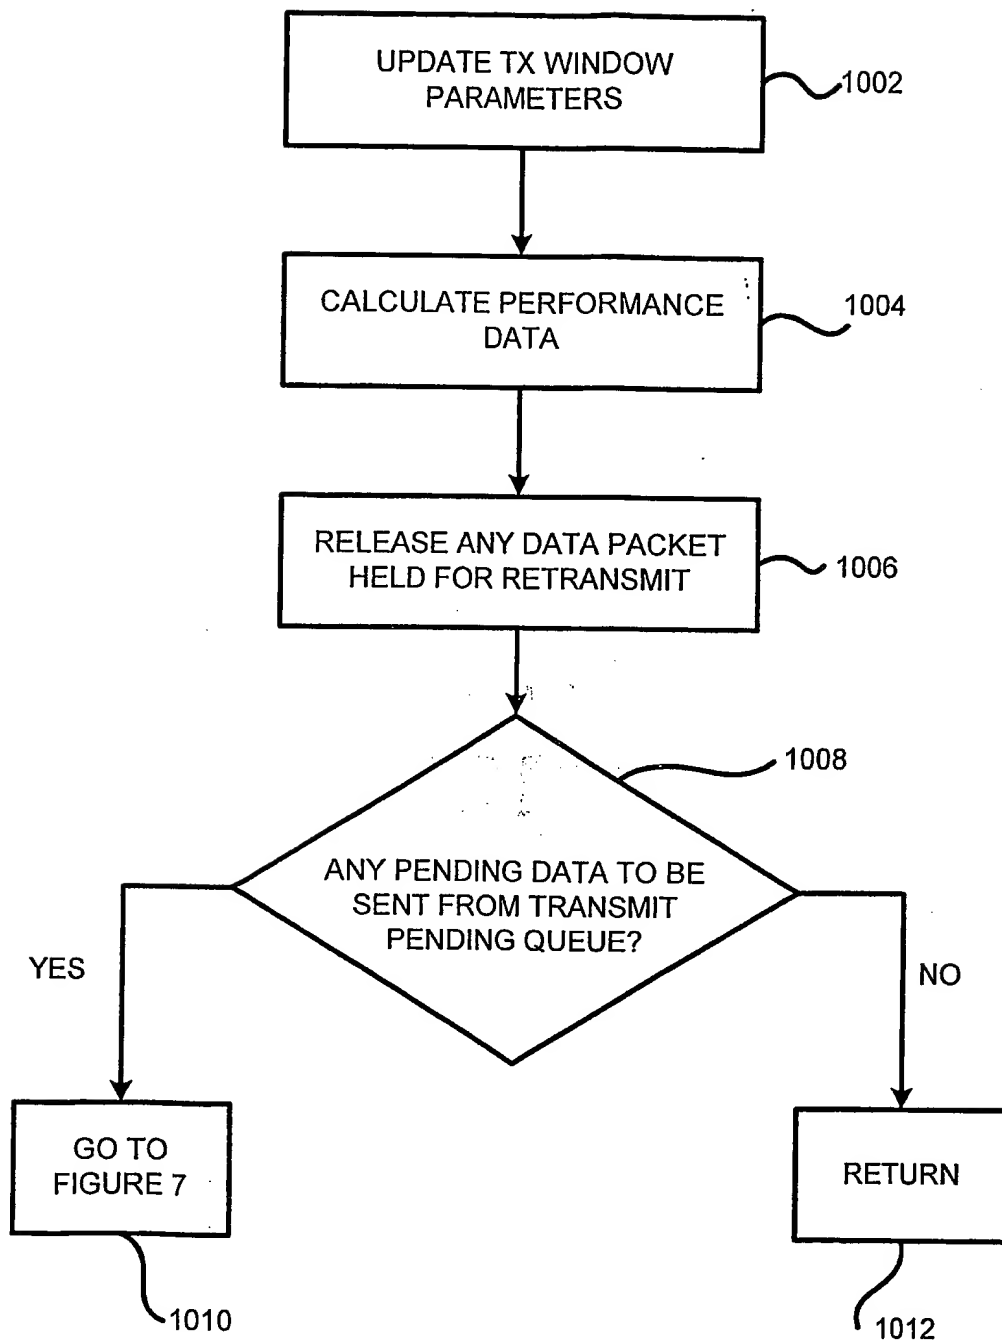 UPDATE TX WINDOW
PARAMETERS
1002
CALCULATE PERFORMANCE
DATA
1004
RELEASE ANY DATA PACKET
HELD FOR RETRANSMIT
1006
1008
ANY PENDING DATA TO BE
SENT FROM TRANSMIT
PENDING QUEUE?
YES
NO
GO TO
FIGURE 7
RETURN
1010
1012